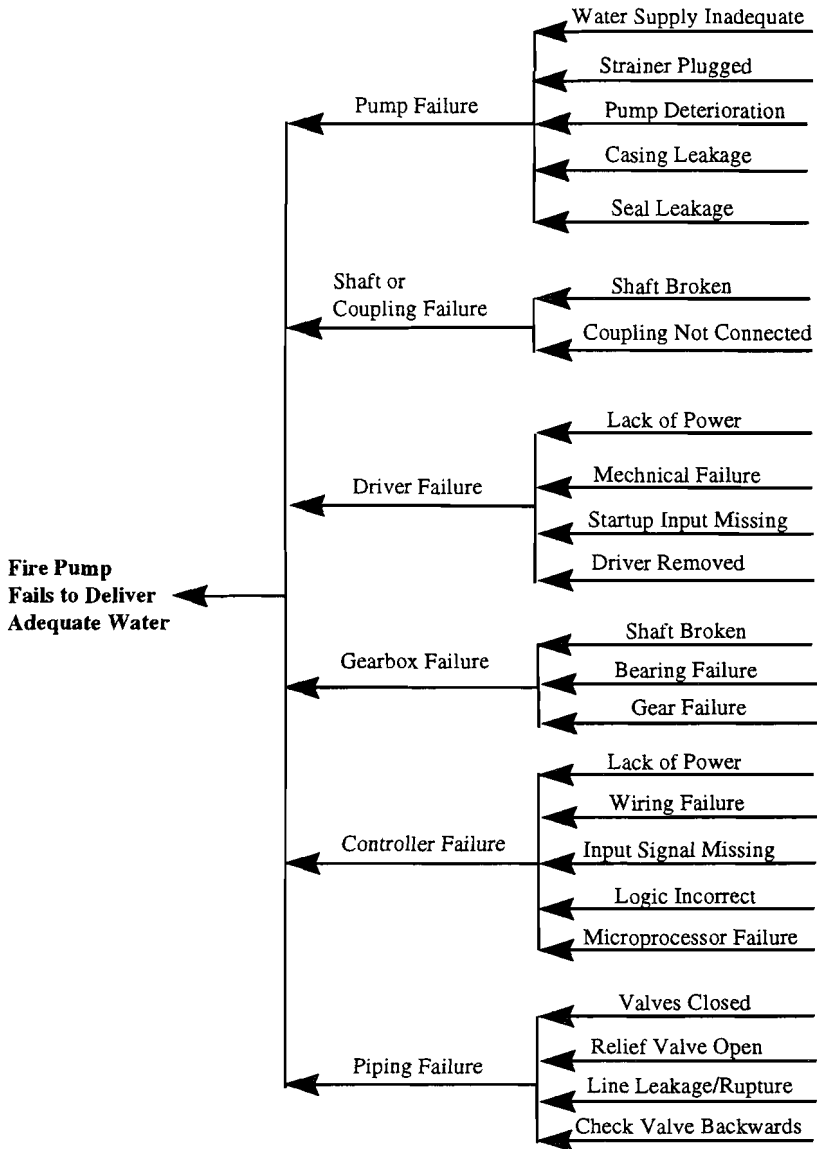 Water Supply Inadequate
Strainer Plugged
Pump Failure
Pump Deterioration
Casing Leakage
Seal Leakage
Shaft or
Coupling Failure
Shaft Broken
Coupling Not Connected
Lack of Power
Mechnical Failure
Driver Failure
Startup Input Missing
Driver Removed
Fire Pump
Fails to Deliver
Adequate Water
Shaft Broken
Gearbox Failure
Bearing Failure
Gear Failure
Lack of Power
Wiring Failure
Controller Failure
Input Signal Missing
Logic Incorrect
Microprocessor Failure
Valves Closed
Relief Valve Open
Piping Failure
Line Leakage/Rupture
Check Valve Backwards